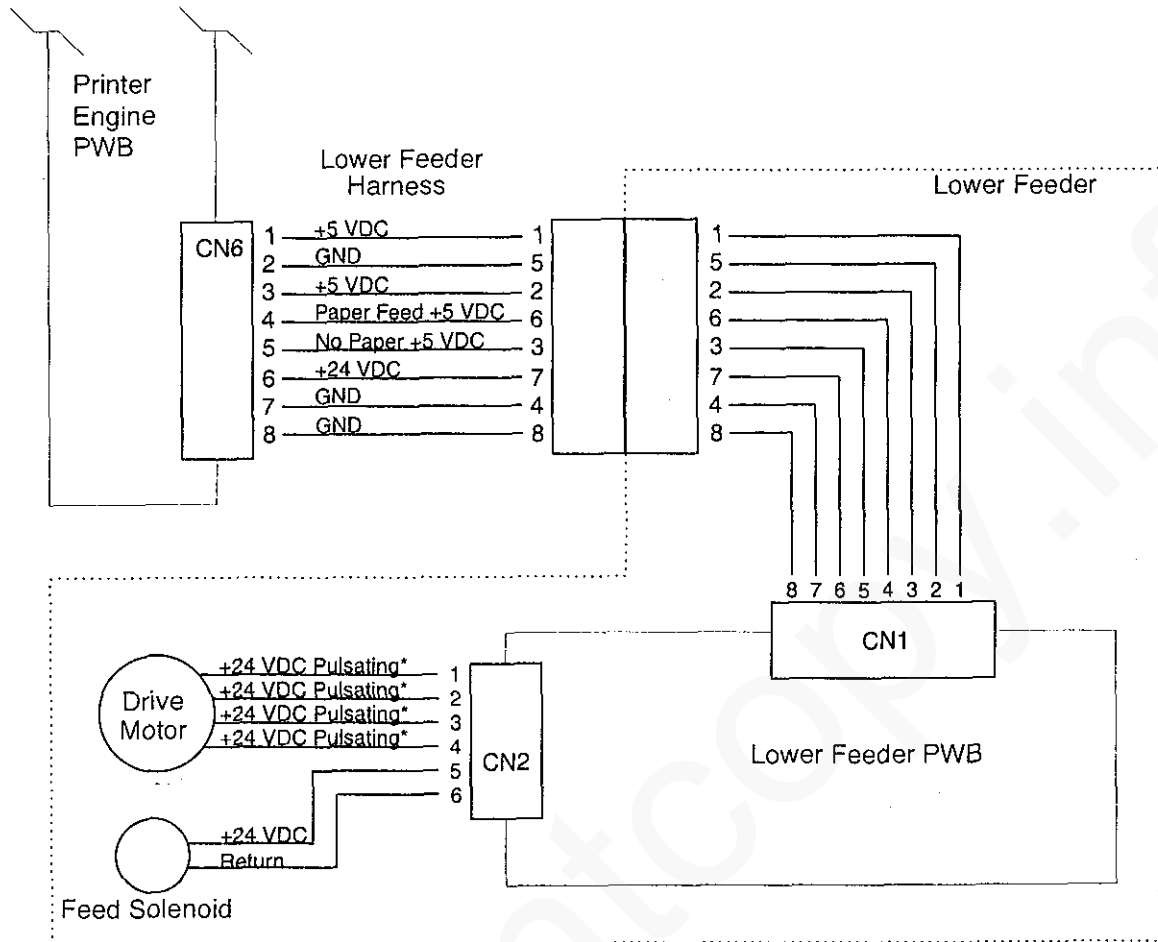 Printer
Engine
PWB
Lower Feeder
Harness
Lower Feeder
CN6
1 +5 VDC 1 1
2 GND 5 5
3 +5 VDC 2 2
4 Paper Feed +5 VDC 6 6
5 No Paper +5 VDC 3 3
6 +24 VDC 7 7
7 GND 4 4
8 GND 8 8
8 7 6 5 4 3 2 1
CN1
Drive
Motor
+24 VDC Pulsating* 1
+24 VDC Pulsating* 2
+24 VDC Pulsating* 3
+24 VDC Pulsating* 4
5
6
CN2
Lower Feeder PWB
+24 VDC
Return
Feed Solenoid